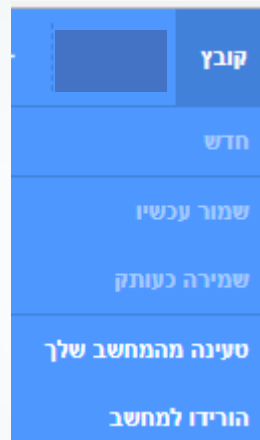 קובץ
חדש
שמור עכשיו
שמירה כעותק
טעינה מהמחשב שלך
הורידו למחשב